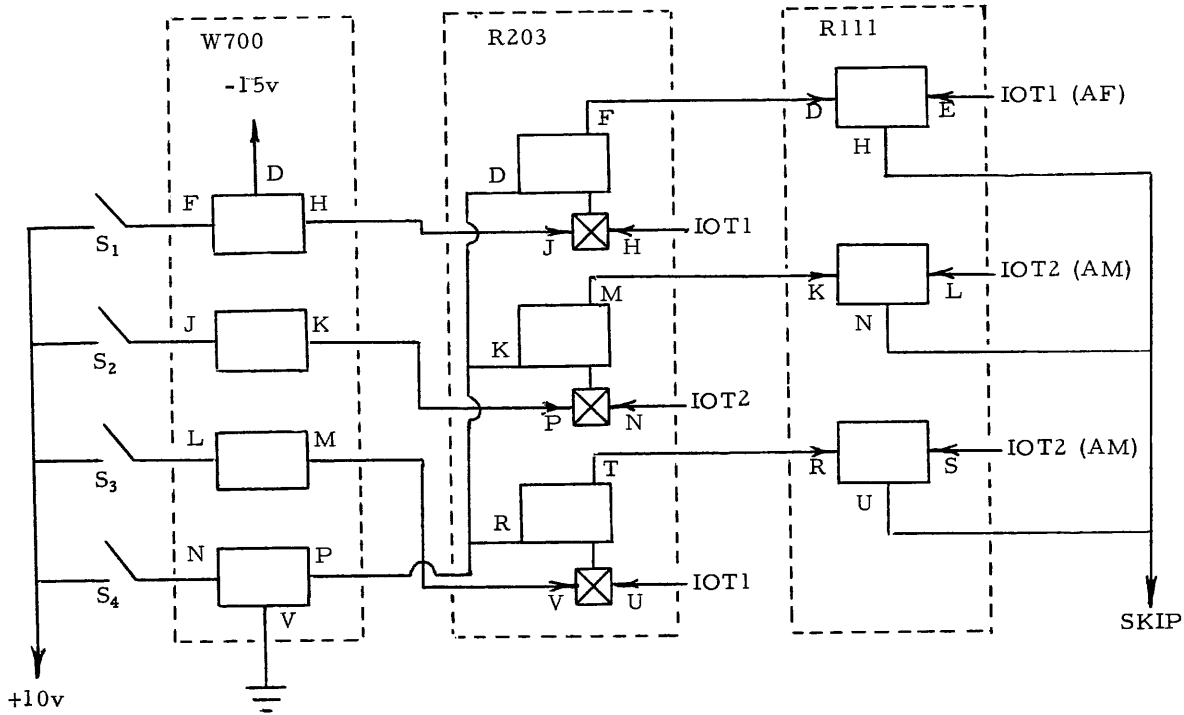 W700
R203
R111
-15v
D
F
H
S1
J
K
S2
L
M
S3
N
P
S4
V
+10v
F
D
J
H
IOT1
M
K
P
N
IOT2
T
R
V
U
IOT1
D
E
IOT1 (AF)
H
K
L
IOT2 (AM)
N
R
S
IOT2 (AM)
U
SKIP